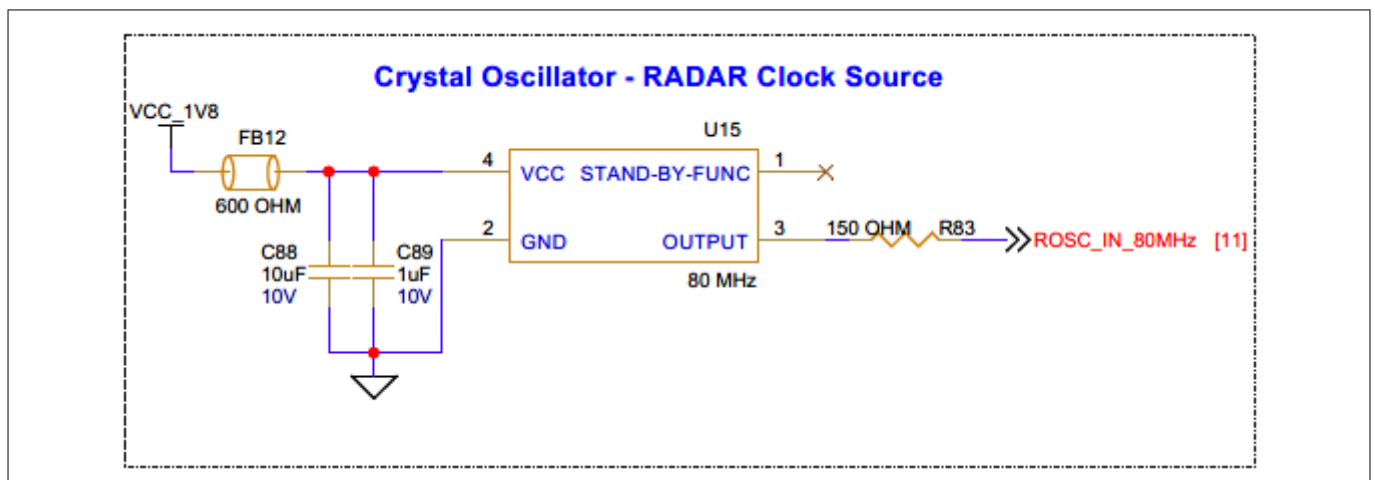 Crystal Oscillator - RADAR Clock Source
VCC_1V8
FB12
600 OHM
U15
4
VCC
STAND-BY-FUNC
1
2
GND
OUTPUT
3
150 OHM
R83
ROSC_IN_80MHz [11]
80 MHz
C88
10uF
10V
C89
1uF
10V